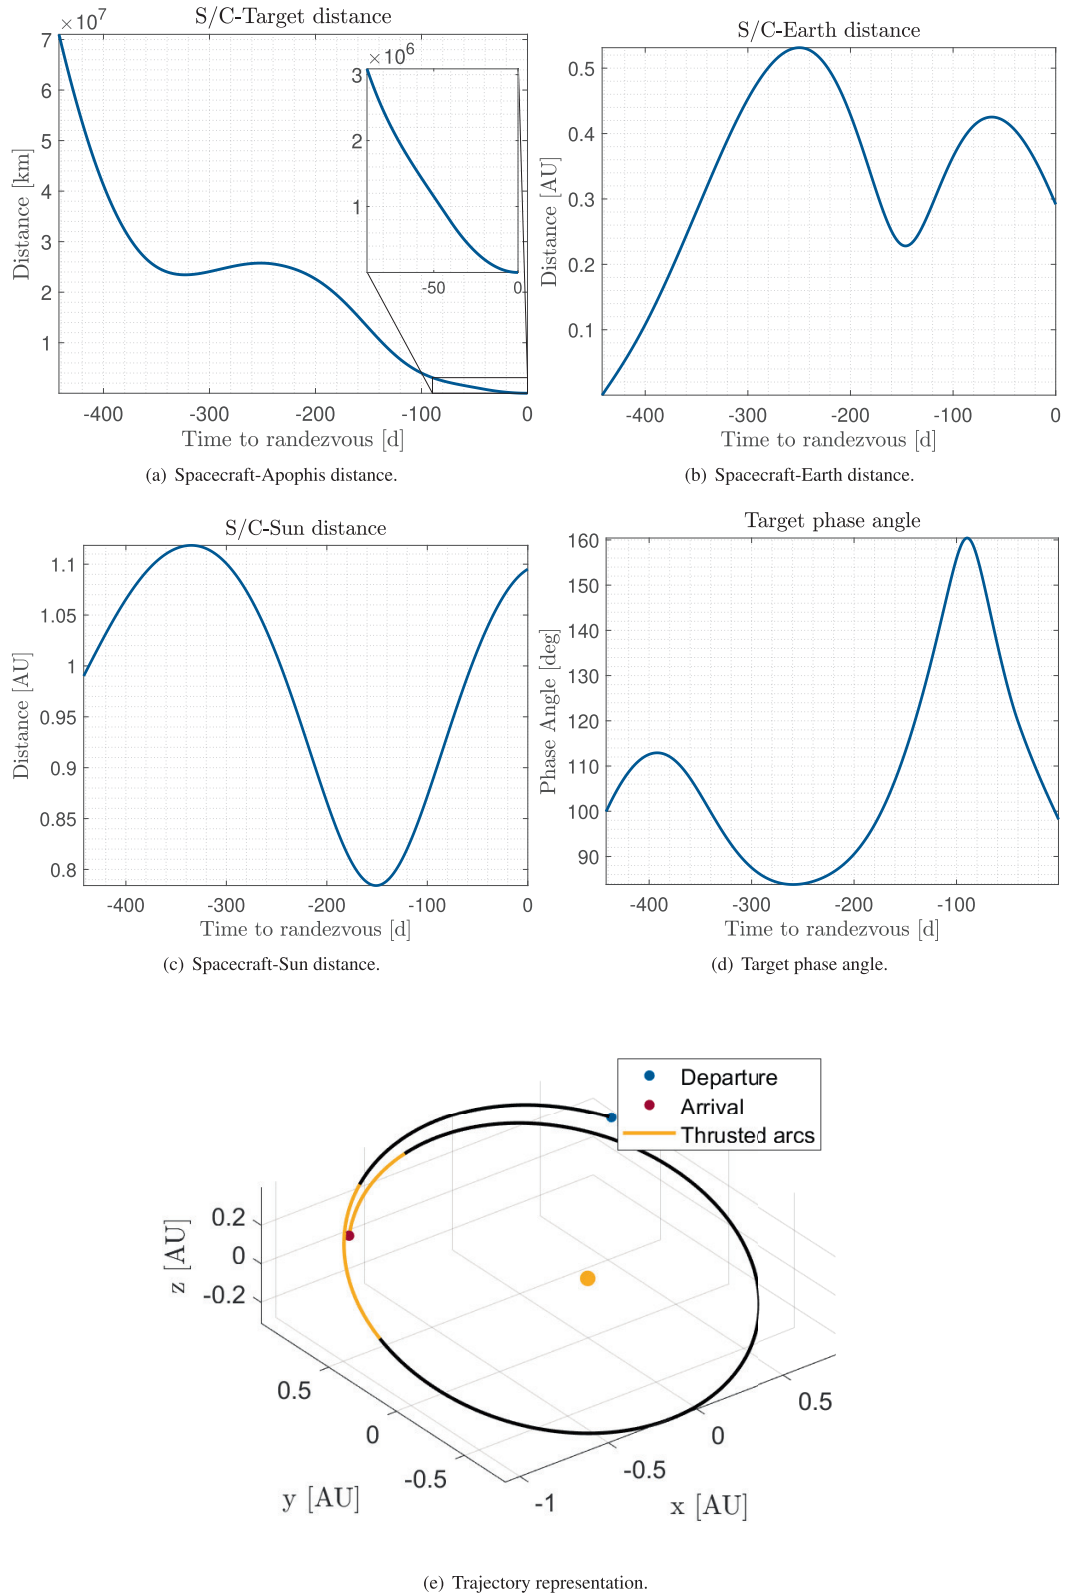 S/C-Target distance
×10⁷
7
6
5
4
3
2
1
Distance [km]
×10⁶
3
2
1
-50
0
-400 -300 -200 -100 0
Time to randezvous [d]
(a) Spacecraft-Apophis distance.
S/C-Earth distance
0.5
0.4
0.3
0.2
0.1
Distance [AU]
-400 -300 -200 -100 0
Time to randezvous [d]
(b) Spacecraft-Earth distance.
S/C-Sun distance
1.1
1.05
1
0.95
0.9
0.85
0.8
Distance [AU]
-400 -300 -200 -100 0
Time to randezvous [d]
(c) Spacecraft-Sun distance.
Target phase angle
160
150
140
130
120
110
100
90
Phase Angle [deg]
-400 -300 -200 -100
Time to randezvous [d]
(d) Target phase angle.
Departure
Arrival
Thrusted arcs
0.2
0
-0.2
z [AU]
0.5
0
-0.5
y [AU]
-1
-0.5
0
0.5
x [AU]
(e) Trajectory representation.